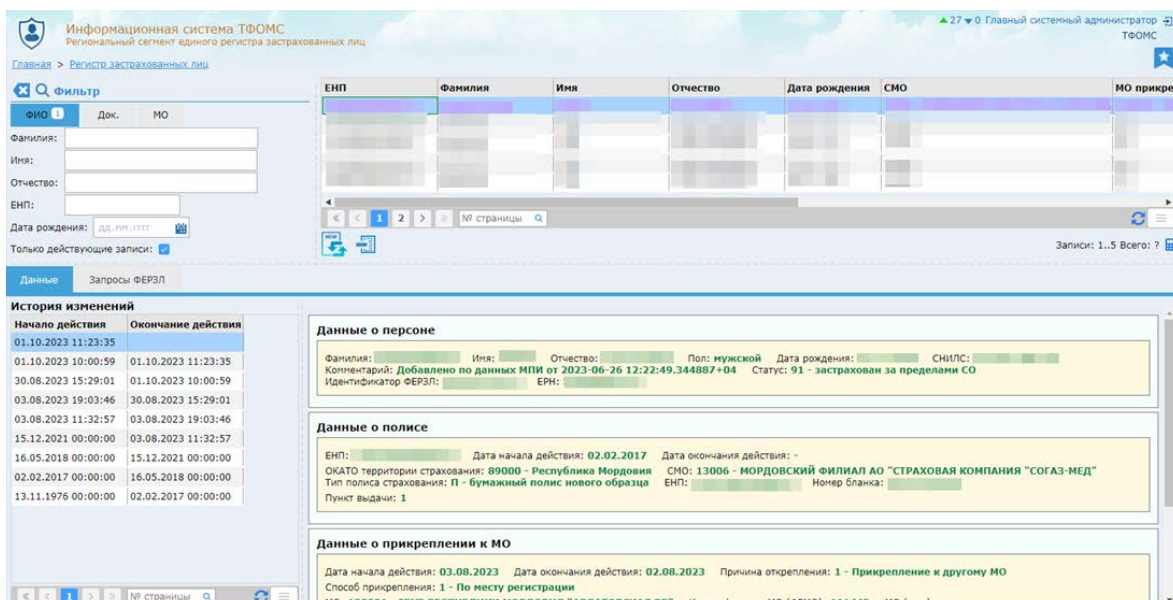 Информационная система ТФОМС
Региональный сегмент единого регистра застрахованных лиц
27 0 Главный системный администратор
ТФОМС
Главная > Регистр застрахованных лиц
Фильтр
ФИО 1 Док. МО
Фамилия:
Имя:
Отчество:
ЕНП:
Дата рождения: дд.мм.гггг
Только действующие записи:
ЕНП Фамилия Имя Отчество Дата рождения СМО МО прикре
1 2 № страницы
Записи: 1..5 Всего: ?
Данные Запросы ФЕРЗЛ
История изменений
Начало действия Окончание действия
01.10.2023 11:23:35
01.10.2023 10:00:59 01.10.2023 11:23:35
30.08.2023 15:29:01 01.10.2023 10:00:59
03.08.2023 19:03:46 30.08.2023 15:29:01
03.08.2023 11:32:57 03.08.2023 19:03:46
15.12.2021 00:00:00 03.08.2023 11:32:57
16.05.2018 00:00:00 15.12.2021 00:00:00
02.02.2017 00:00:00 16.05.2018 00:00:00
13.11.1976 00:00:00 02.02.2017 00:00:00
1 № страницы
Данные о персоне
Фамилия: Имя: Отчество: Пол: мужской Дата рождения: СНИЛС:
Комментарий: Добавлено по данных МПИ от 2023-06-26 12:22:49.344887+04 Статус: 91 - застрахован за пределами СО
Идентификатор ФЕРЗЛ: ЕРН:
Данные о полисе
ЕНП: Дата начала действия: 02.02.2017 Дата окончания действия: -
ОКАТО территории страхования: 89000 - Республика Мордовия СМО: 13006 - МОРДОВСКИЙ ФИЛИАЛ АО "СТРАХОВАЯ КОМПАНИЯ "СОГАЗ-МЕД"
Тип полиса страхования: П - бумажный полис нового образца ЕНП: Номер бланка:
Пункт выдачи: 1
Данные о прикреплении к МО
Дата начала действия: 03.08.2023 Дата окончания действия: 02.08.2023 Причина открепления: 1 - Прикрепление к другому МО
Способ прикрепления: 1 - По месту регистрации